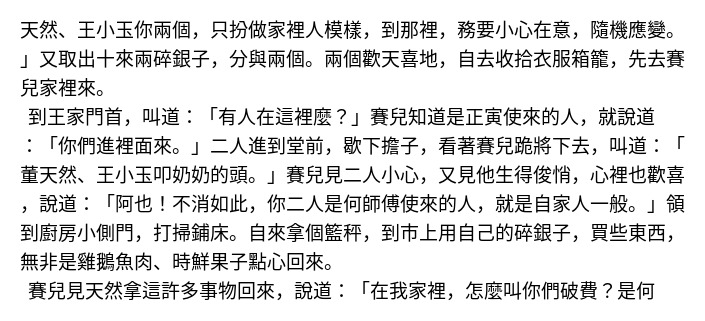 天然、王小玉你兩個，只扮做家裡人模樣，到那裡，務要小心在意，隨機應變。
」又取出十來兩碎銀子，分與兩個。兩個歡天喜地，自去收拾衣服箱籠，先去賽
兒家裡來。
到王家門首，叫道：「有人在這裡麼？」賽兒知道是正寅使來的人，就說道
：「你們進裡面來。」二人進到堂前，歇下擔子，看著賽兒跪將下去，叫道：「
董天然、王小玉叩奶奶的頭。」賽兒見二人小心，又見他生得俊悄，心裡也歡喜
，說道：「阿也！不消如此，你二人是何師傅使來的人，就是自家人一般。」領
到廚房小側門，打掃鋪床。自來拿個籃秤，到市上用自己的碎銀子，買些東西，
無非是雞鵝魚肉、時鮮果子點心回來。
賽兒見天然拿這許多事物回來，說道：「在我家裡，怎麼叫你們破費？是何